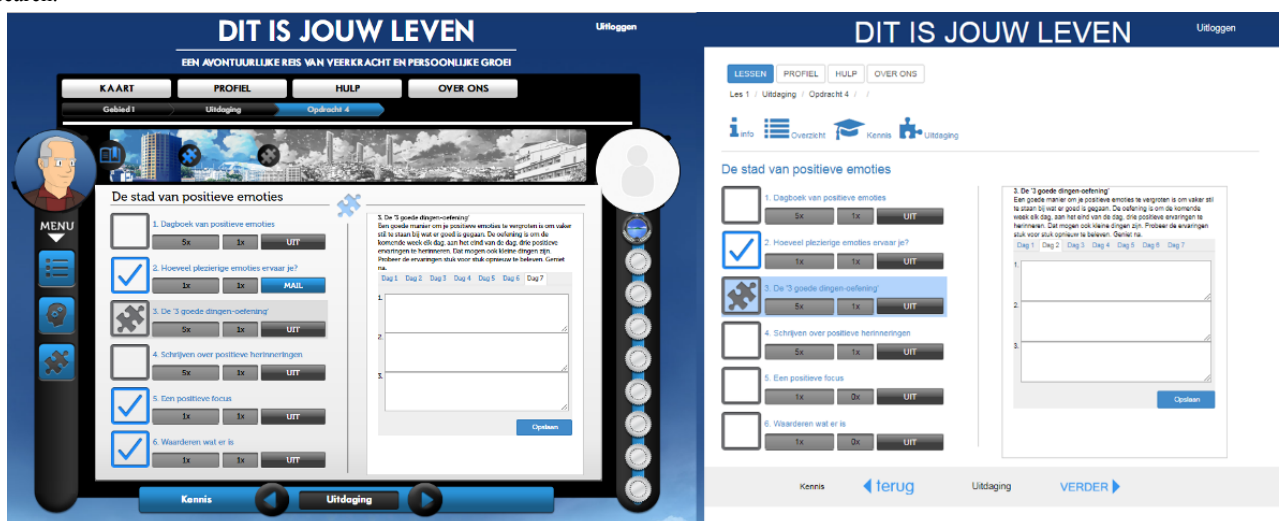 DIT IS JOUW LEVEN
Uitloggen
EEN AVONTUURLIJKE REIS VAN VEERKRACHT EN PERSOONLIJKE GROEI
KAART PROFIEL HULP OVER ONS
Gebied 1 Uitdaging Opdracht 4
De stad van positieve emoties
MENU
1. Dagboek van positieve emoties
5x 1x UIT
2. Hoeveel plezierige emoties ervaar je?
1x 1x MAIL
3. De '3 goede dingen-oefening'
5x 1x UIT
4. Schrijven over positieve herinneringen
5x 1x UIT
5. Een positieve focus
1x 1x UIT
6. Waarderen wat er is
1x 1x UIT
3. De '3 goede dingen-oefening'
Een goede manier om je positieve emoties te vergroten is om vaker
stil te staan bij wat er goed is gegaan. De oefening is om de
komende week elk dag, aan het eind van de dag, drie positieve
ervaringen te herinneren. Dat mogen ook kleine dingen zijn.
Probeer de ervaringen stuk voor stuk opnieuw te beleven. Geniet
na.
Dag 1 Dag 2 Dag 3 Dag 4 Dag 5 Dag 6 Dag 7
1.
2.
3.
Opslaan
Kennis Uitdaging
DIT IS JOUW LEVEN
Uitloggen
LESSEN PROFIEL HULP OVER ONS
Les 1 / Uitdaging / Opdracht 4 / /
info Overzicht Kennis Uitdaging
De stad van positieve emoties
1. Dagboek van positieve emoties
5x 1x UIT
2. Hoeveel plezierige emoties ervaar je?
1x 1x UIT
3. De '3 goede dingen-oefening'
5x 1x UIT
4. Schrijven over positieve herinneringen
5x 1x UIT
5. Een positieve focus
1x 0x UIT
6. Waarderen wat er is
1x 0x UIT
3. De '3 goede dingen-oefening'
Een goede manier om je positieve emoties te vergroten is om vaker stil
te staan bij wat er goed is gegaan. De oefening is om de komende
week elk dag, aan het eind van de dag, drie positieve ervaringen te
herinneren. Dat mogen ook kleine dingen zijn. Probeer de ervaringen
stuk voor stuk opnieuw te beleven. Geniet
na.
Dag 1 Dag 2 Dag 3 Dag 4 Dag 5 Dag 6 Dag 7
1.
2.
3.
Opslaan
Kennis terug Uitdaging VERDER